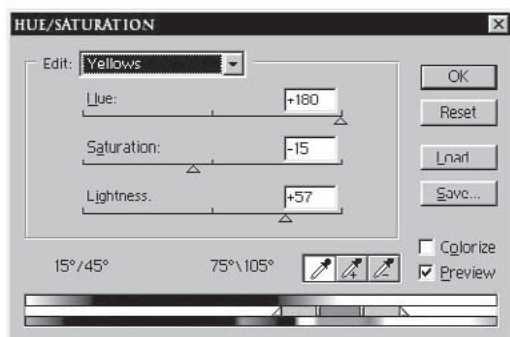 HUE/SATURATION
Edit: Yellows
OK
Hue:
+180
Reset
Saturation:
-15
Load
Lightness.
+57
Save...
Colorize
15°/45°
75°\105°
Preview